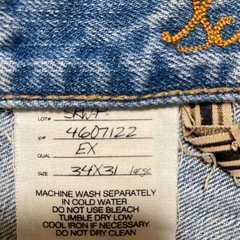 LOT#
4607122
EX
QUAL
34X31
SIZE
MACHINE WASH SEPARATELY
IN COLD WATER
DO NOT USE BLEACH
TUMBLE DRY LOW
COOL IRON IF NECESSARY
DO NOT DRY CLEAN